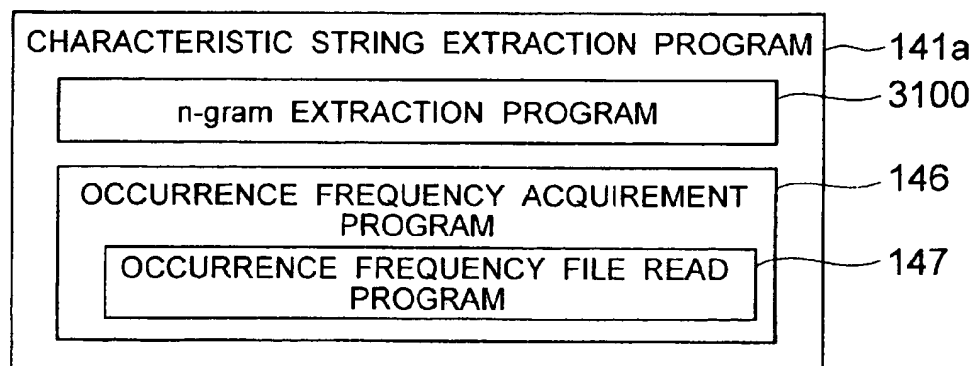 CHARACTERISTIC STRING EXTRACTION PROGRAM
141a
n-gram EXTRACTION PROGRAM
3100
OCCURRENCE FREQUENCY ACQUIREMENT
PROGRAM
146
OCCURRENCE FREQUENCY FILE READ
PROGRAM
147